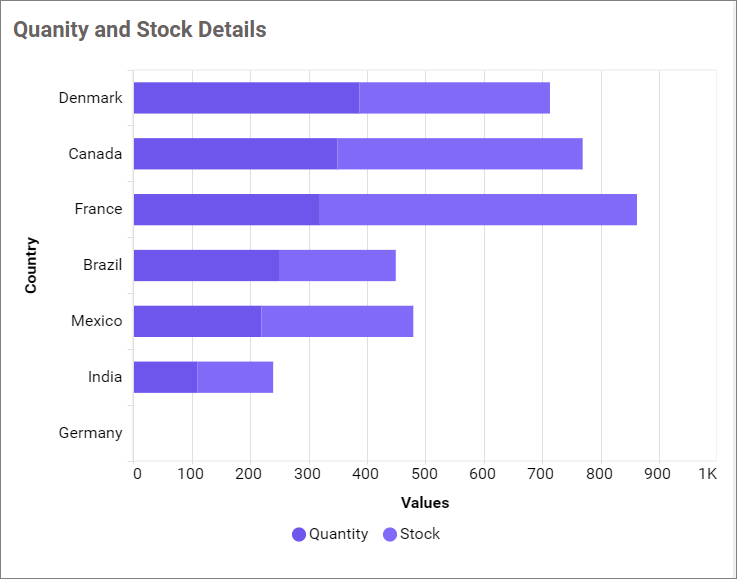 Quanity and Stock Details
Denmark
Canada
France
Brazil
Mexico
India
Germany
Country
0 100 200 300 400 500 600 700 800 900 1K
Values
Quantity Stock